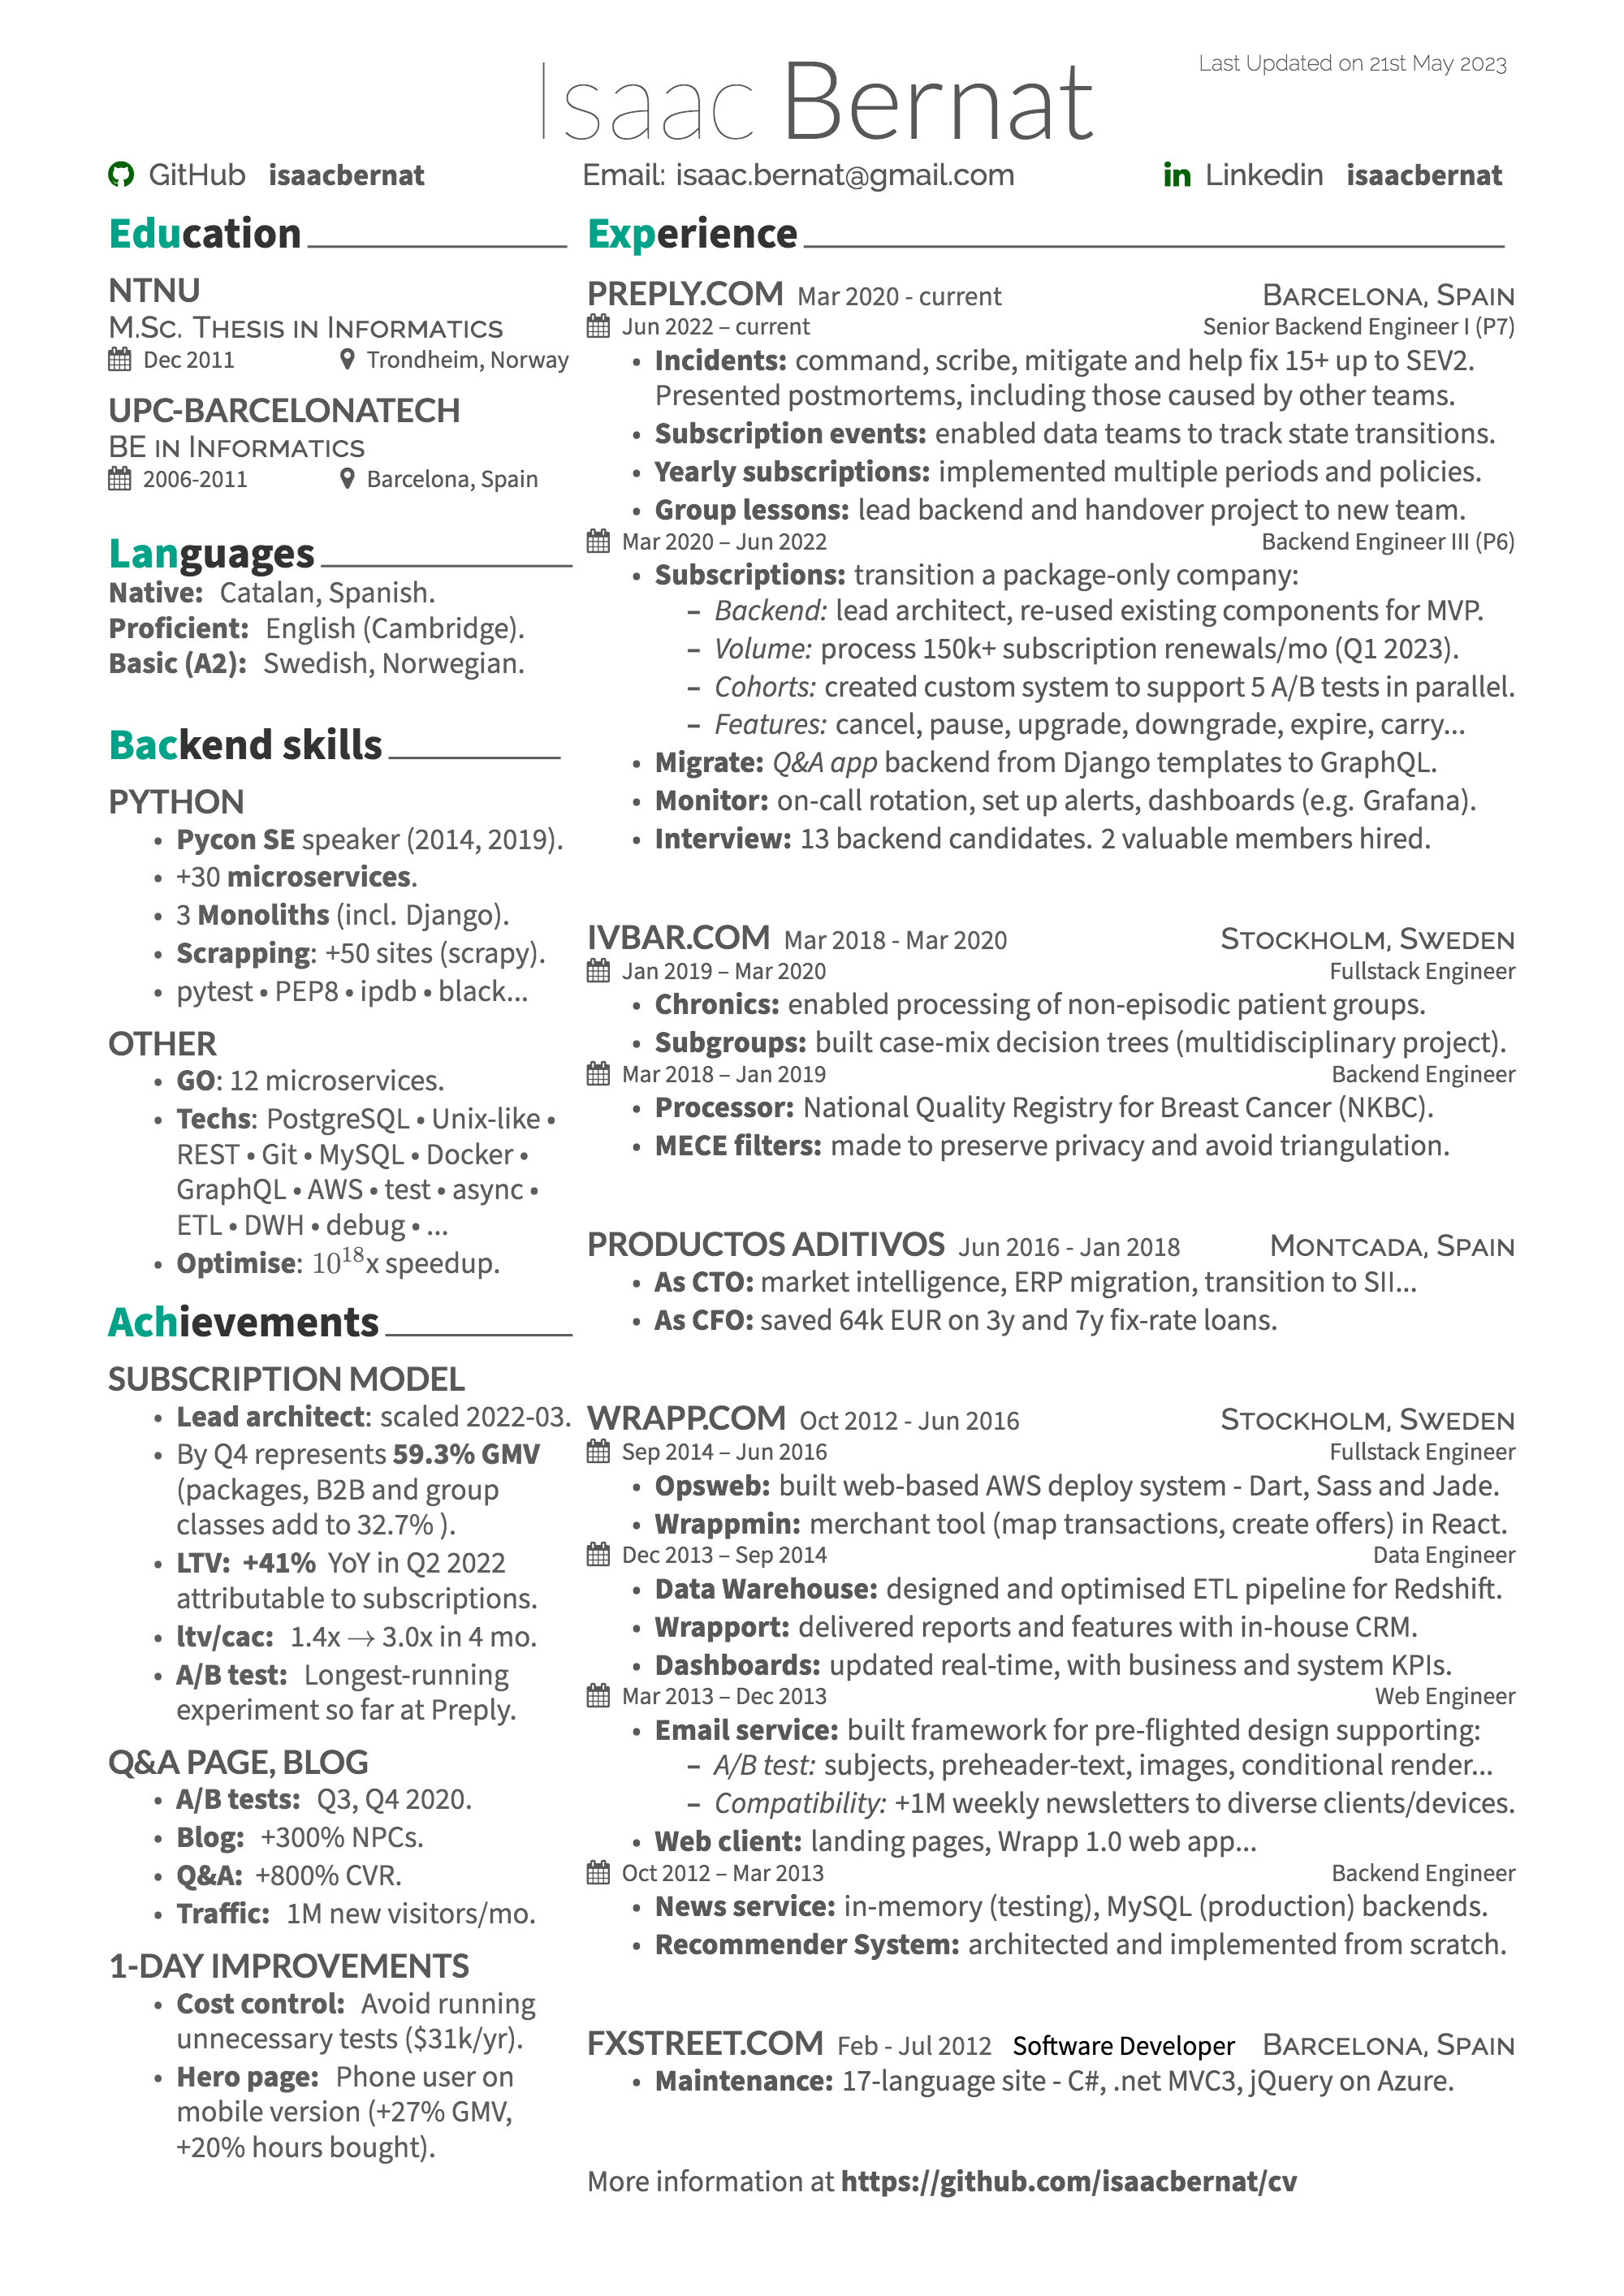 Last Updated on 21st May 2023
Isaac Bernat
GitHub isaacbernat
Email: isaac.bernat@gmail.com
Linkedin isaacbernat
Education
NTNU
M.Sc. Thesis in Informatics
Dec 2011 Trondheim, Norway
UPC-BARCELONATECH
BE in Informatics
2006-2011 Barcelona, Spain
Languages
Native: Catalan, Spanish.
Proficient: English (Cambridge).
Basic (A2): Swedish, Norwegian.
Backend skills
PYTHON
• Pycon SE speaker (2014, 2019).
• +30 microservices.
• 3 Monoliths (incl. Django).
• Scrapping: +50 sites (scrapy).
• pytest • PEP8 • ipdb • black...
OTHER
• GO: 12 microservices.
• Techs: PostgreSQL • Unix-like •
REST • Git • MySQL • Docker •
GraphQL • AWS • test • async •
ETL • DWH • debug • ...
• Optimise: 10^18x speedup.
Achievements
SUBSCRIPTION MODEL
• Lead architect: scaled 2022-03.
• By Q4 represents 59.3% GMV
(packages, B2B and group
classes add to 32.7% ).
• LTV: +41% YoY in Q2 2022
attributable to subscriptions.
• ltv/cac: 1.4x → 3.0x in 4 mo.
• A/B test: Longest-running
experiment so far at Preply.
Q&A PAGE, BLOG
• A/B tests: Q3, Q4 2020.
• Blog: +300% NPCs.
• Q&A: +800% CVR.
• Traffic: 1M new visitors/mo.
1-DAY IMPROVEMENTS
• Cost control: Avoid running
unnecessary tests ($31k/yr).
• Hero page: Phone user on
mobile version (+27% GMV,
+20% hours bought).
Experience
PREPLY.COM Mar 2020 - current Barcelona, Spain
Jun 2022 – current Senior Backend Engineer I (P7)
• Incidents: command, scribe, mitigate and help fix 15+ up to SEV2.
Presented postmortems, including those caused by other teams.
• Subscription events: enabled data teams to track state transitions.
• Yearly subscriptions: implemented multiple periods and policies.
• Group lessons: lead backend and handover project to new team.
Mar 2020 – Jun 2022 Backend Engineer III (P6)
• Subscriptions: transition a package-only company:
– Backend: lead architect, re-used existing components for MVP.
– Volume: process 150k+ subscription renewals/mo (Q1 2023).
– Cohorts: created custom system to support 5 A/B tests in parallel.
– Features: cancel, pause, upgrade, downgrade, expire, carry...
• Migrate: Q&A app backend from Django templates to GraphQL.
• Monitor: on-call rotation, set up alerts, dashboards (e.g. Grafana).
• Interview: 13 backend candidates. 2 valuable members hired.
IVBAR.COM Mar 2018 - Mar 2020 Stockholm, Sweden
Jan 2019 – Mar 2020 Fullstack Engineer
• Chronics: enabled processing of non-episodic patient groups.
• Subgroups: built case-mix decision trees (multidisciplinary project).
Mar 2018 – Jan 2019 Backend Engineer
• Processor: National Quality Registry for Breast Cancer (NKBC).
• MECE filters: made to preserve privacy and avoid triangulation.
PRODUCTOS ADITIVOS Jun 2016 - Jan 2018 Montcada, Spain
• As CTO: market intelligence, ERP migration, transition to SII...
• As CFO: saved 64k EUR on 3y and 7y fix-rate loans.
WRAPP.COM Oct 2012 - Jun 2016 Stockholm, Sweden
Sep 2014 – Jun 2016 Fullstack Engineer
• Opsweb: built web-based AWS deploy system - Dart, Sass and Jade.
• Wrappmin: merchant tool (map transactions, create offers) in React.
Dec 2013 – Sep 2014 Data Engineer
• Data Warehouse: designed and optimised ETL pipeline for Redshift.
• Wrapport: delivered reports and features with in-house CRM.
• Dashboards: updated real-time, with business and system KPIs.
Mar 2013 – Dec 2013 Web Engineer
• Email service: built framework for pre-flighted design supporting:
– A/B test: subjects, preheader-text, images, conditional render...
– Compatibility: +1M weekly newsletters to diverse clients/devices.
• Web client: landing pages, Wrapp 1.0 web app...
Oct 2012 – Mar 2013 Backend Engineer
• News service: in-memory (testing), MySQL (production) backends.
• Recommender System: architected and implemented from scratch.
FXSTREET.COM Feb - Jul 2012 Software Developer Barcelona, Spain
• Maintenance: 17-language site - C#, .net MVC3, jQuery on Azure.
More information at https://github.com/isaacbernat/cv